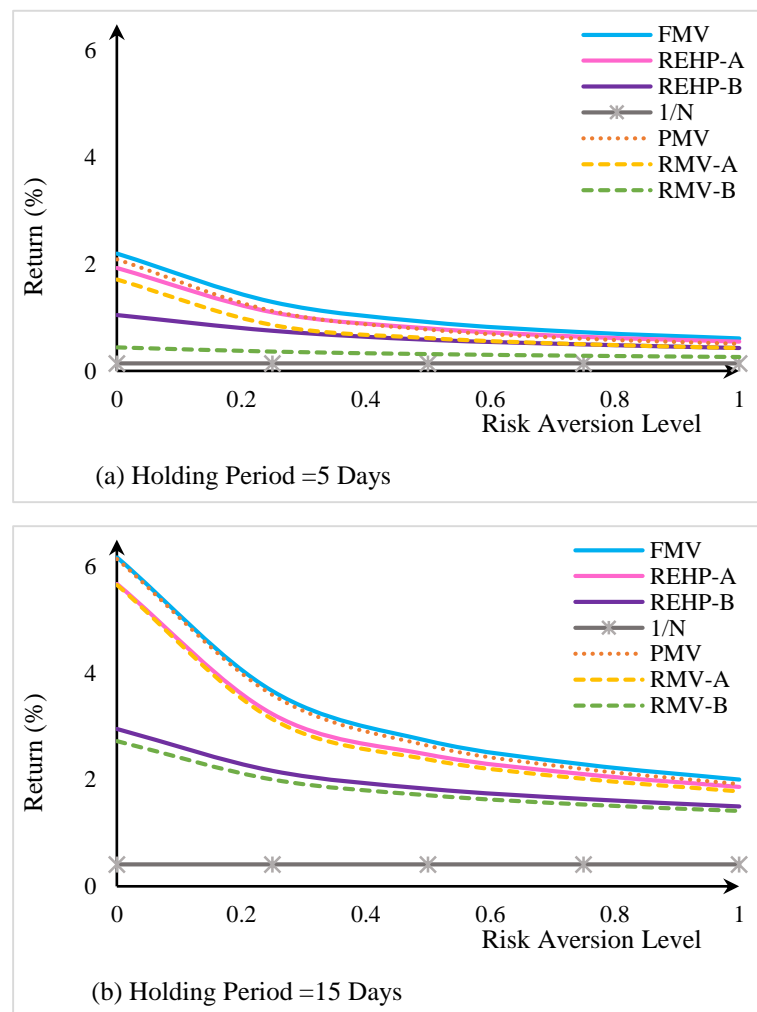 6
4
2
0
Return (%)
FMV
REHP-A
REHP-B
1/N
PMV
RMV-A
RMV-B
0 0.2 0.4 0.6 0.8 1
Risk Aversion Level
(a) Holding Period =5 Days
6
4
2
0
Return (%)
FMV
REHP-A
REHP-B
1/N
PMV
RMV-A
RMV-B
0 0.2 0.4 0.6 0.8 1
Risk Aversion Level
(b) Holding Period =15 Days